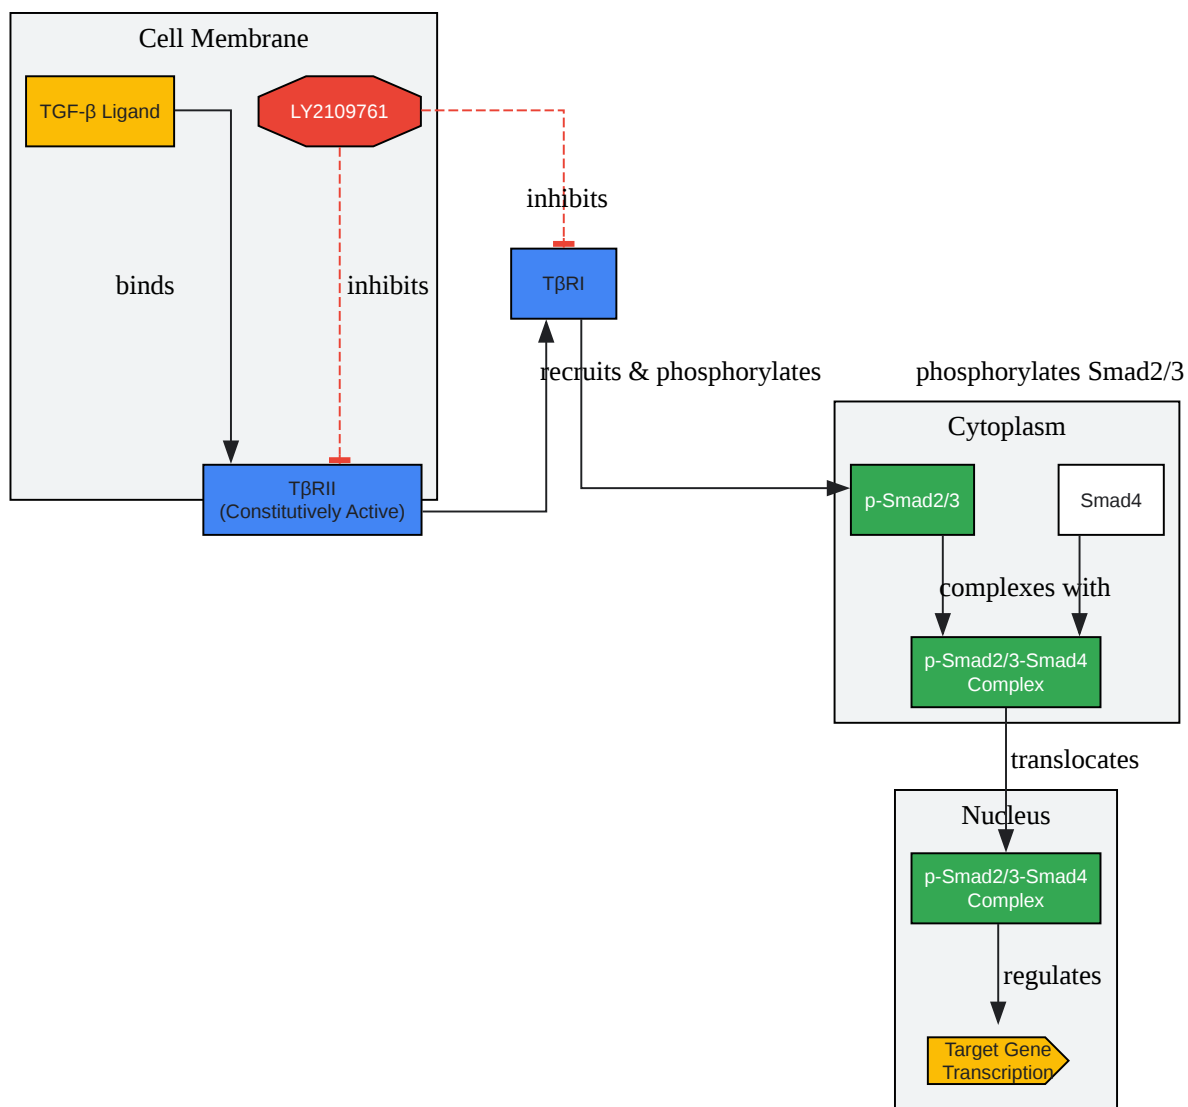 Cell Membrane
TGF-β Ligand
LY2109761
inhibits
binds
inhibits
TβRI
recruits & phosphorylates
phosphorylates Smad2/3
Cytoplasm
TβRII
(Constitutively Active)
p-Smad2/3
Smad4
complexes with
p-Smad2/3-Smad4
Complex
translocates
Nucleus
p-Smad2/3-Smad4
Complex
regulates
Target Gene
Transcription